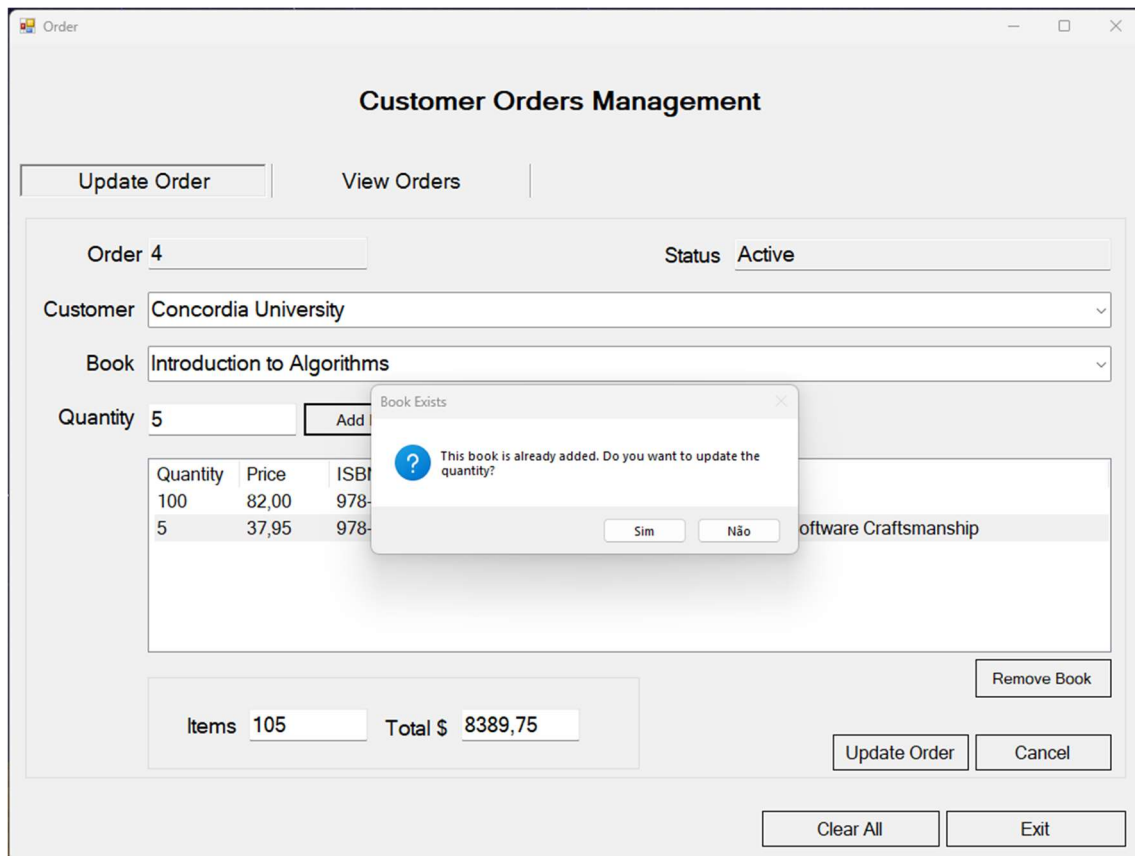 Order
Customer Orders Management
Update Order View Orders
Order 4 Status Active
Customer Concordia University
Book Introduction to Algorithms
Quantity 5 Add
Book Exists
This book is already added. Do you want to update the
quantity?
Sim Não
Quantity Price
100 82,00 978-
5 37,95 978- Craftsmanship
Remove Book
Items 105 Total $ 8389,75
Update Order Cancel
Clear All Exit